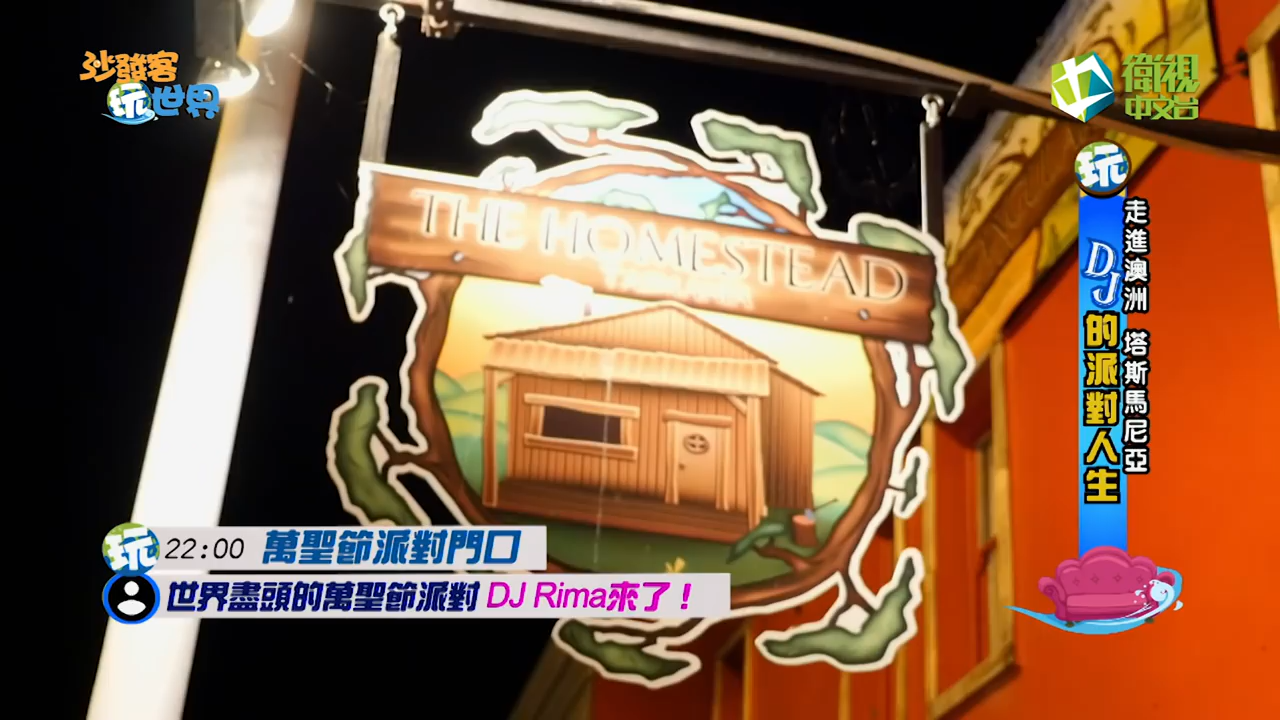 沙發客
玩世界
衛視
中文台
THE HOMESTEAD
玩
走進澳洲 塔斯馬尼亞
DJ的派對人生
玩 22:00 萬聖節派對門口
世界盡頭的萬聖節派對 DJ Rima來了！